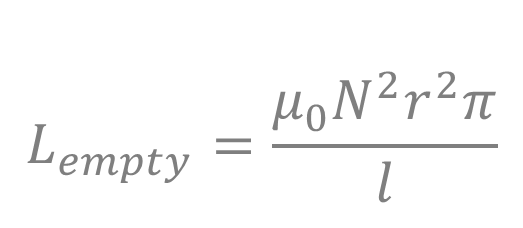 L_empty = μ₀N²r²π / l